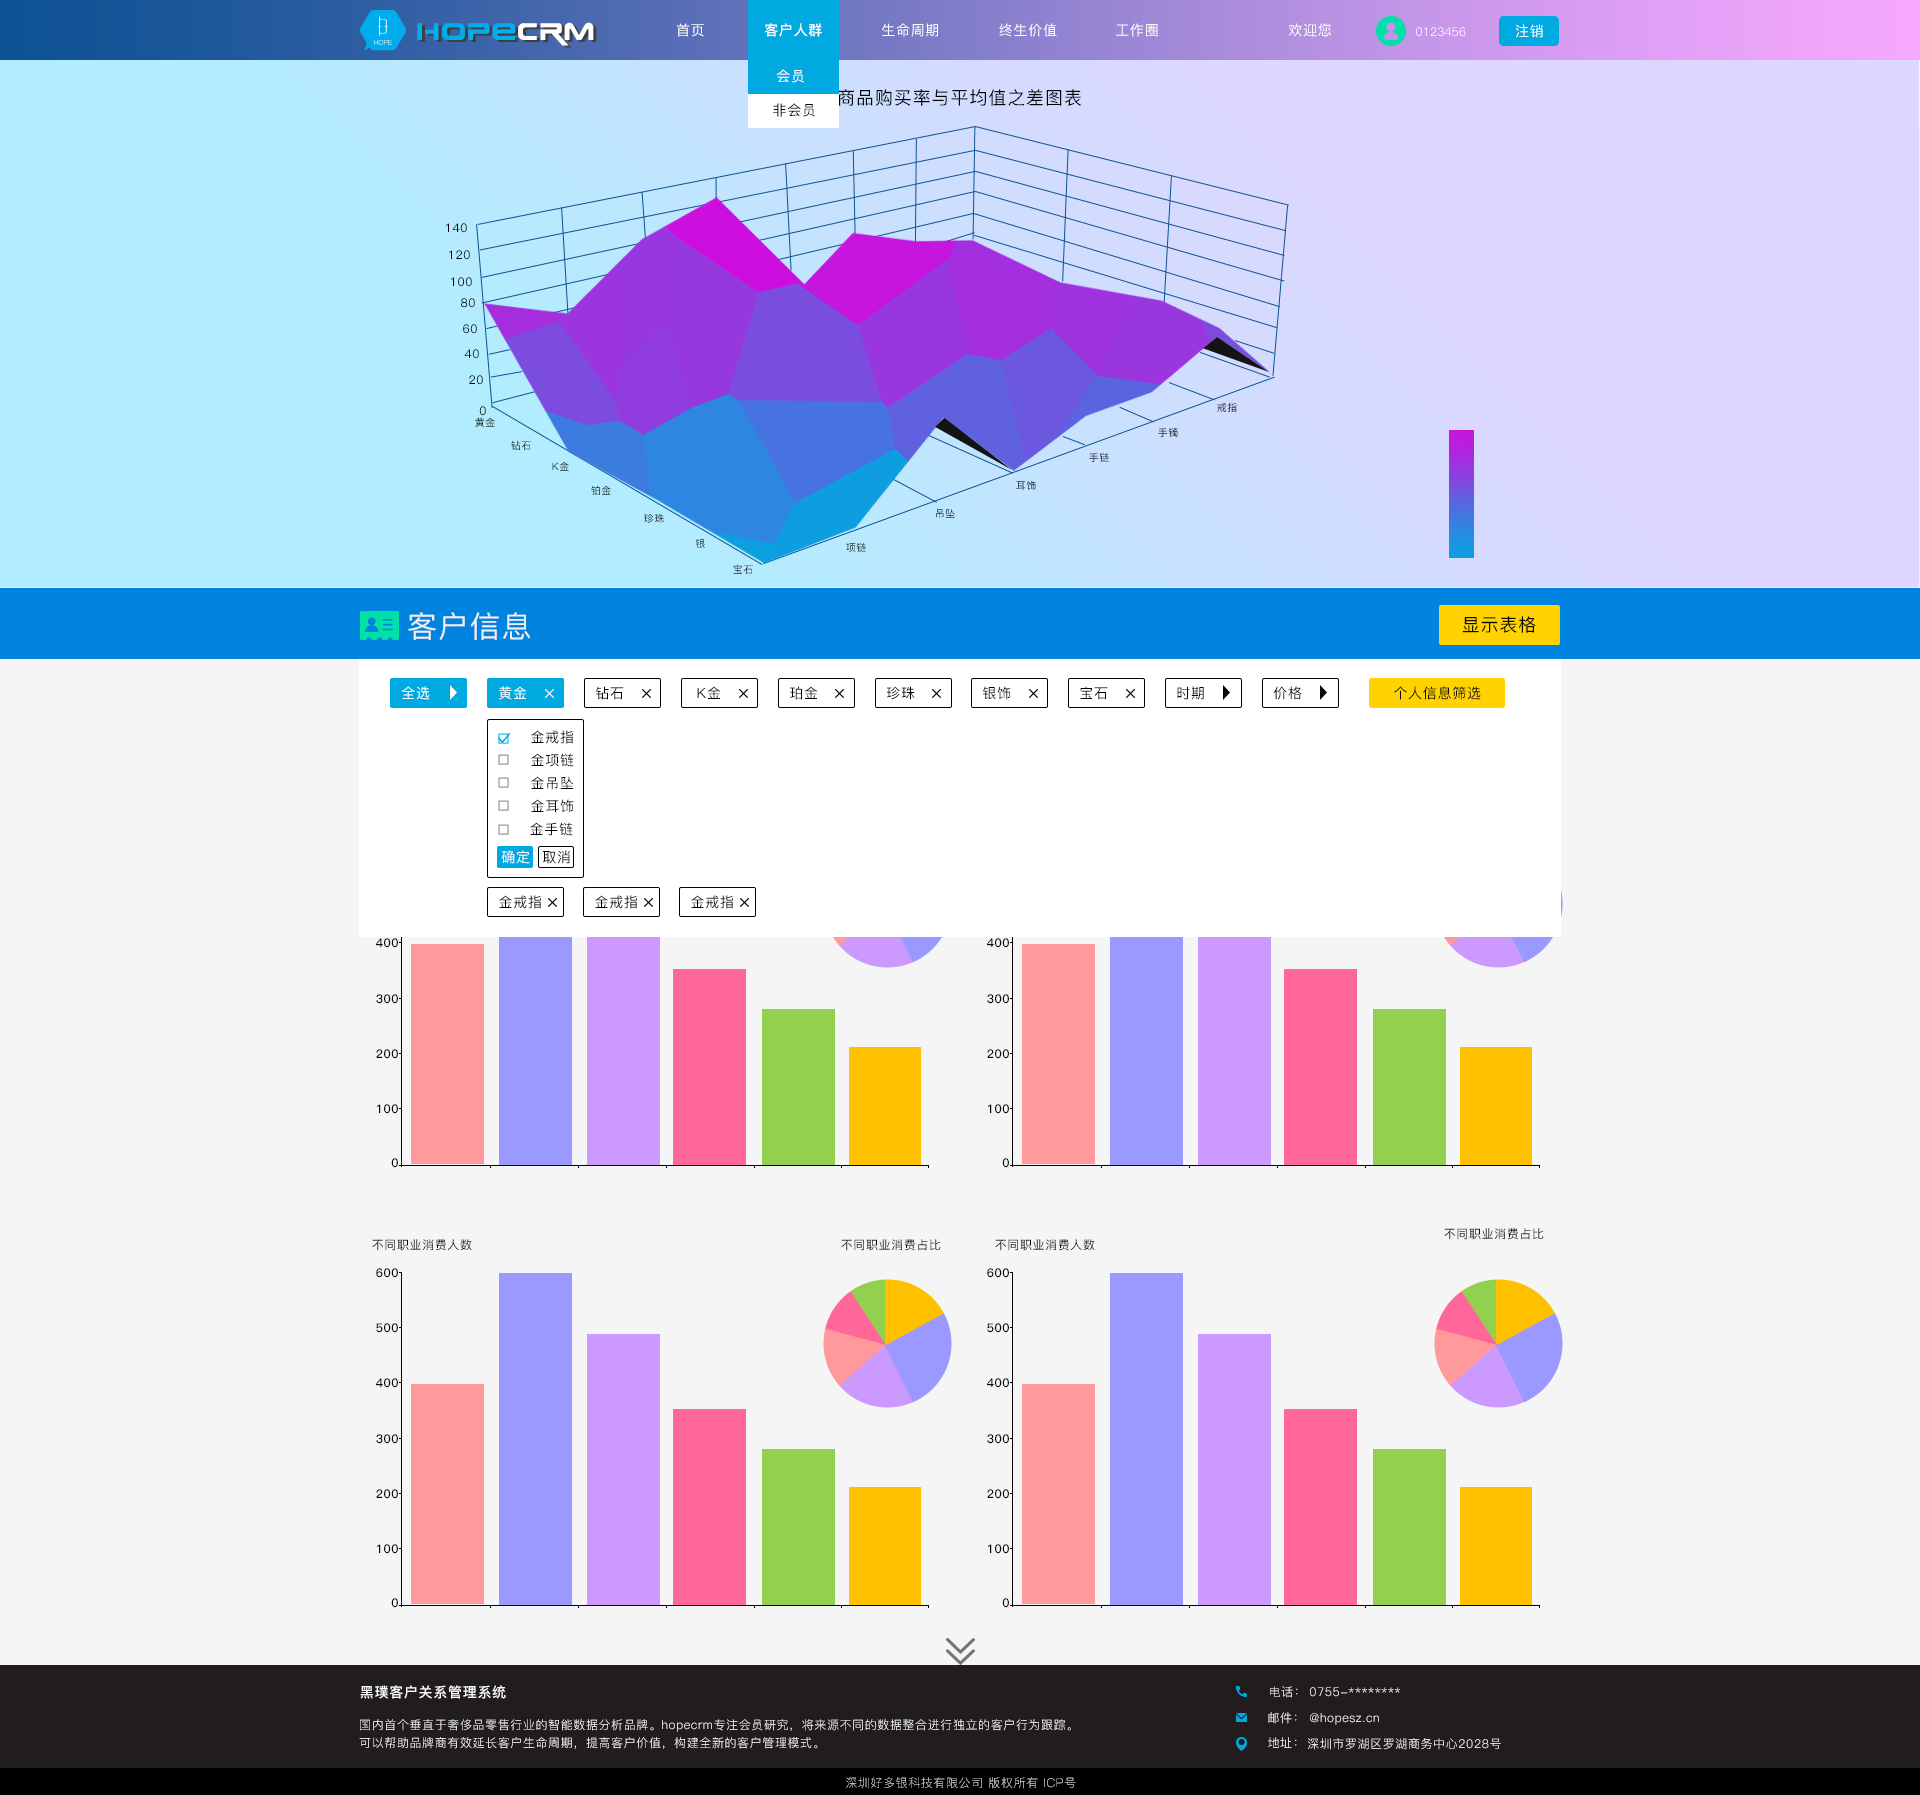 HOPE
HOPECRM
首页
客户人群
生命周期
终生价值
工作圈
欢迎您
0123456
注销
会员
非会员
商品购买率与平均值之差图表
140
120
100
80
60
40
20
0
黄金
钻石
K金
铂金
珍珠
银
宝石
项链
吊坠
耳饰
手链
手镯
戒指
客户信息
显示表格
全选
黄金
钻石
K金
珀金
珍珠
银饰
宝石
时期
价格
个人信息筛选
金戒指
金项链
金吊坠
金耳饰
金手链
确定 取消
金戒指
金戒指
金戒指
400
300
200
100
0
400
300
200
100
0
不同职业消费人数
不同职业消费占比
600
500
400
300
200
100
0
不同职业消费人数
不同职业消费占比
600
500
400
300
200
100
0
黑璞客户关系管理系统
国内首个垂直于奢侈品零售行业的智能数据分析品牌。hopecrm专注会员研究，将来源不同的数据整合进行独立的客户行为跟踪。
可以帮助品牌商有效延长客户生命周期，提高客户价值，构建全新的客户管理模式。
电话： 0755-********
邮件： @hopesz.cn
地址： 深圳市罗湖区罗湖商务中心2028号
深圳好多银科技有限公司 版权所有 ICP号